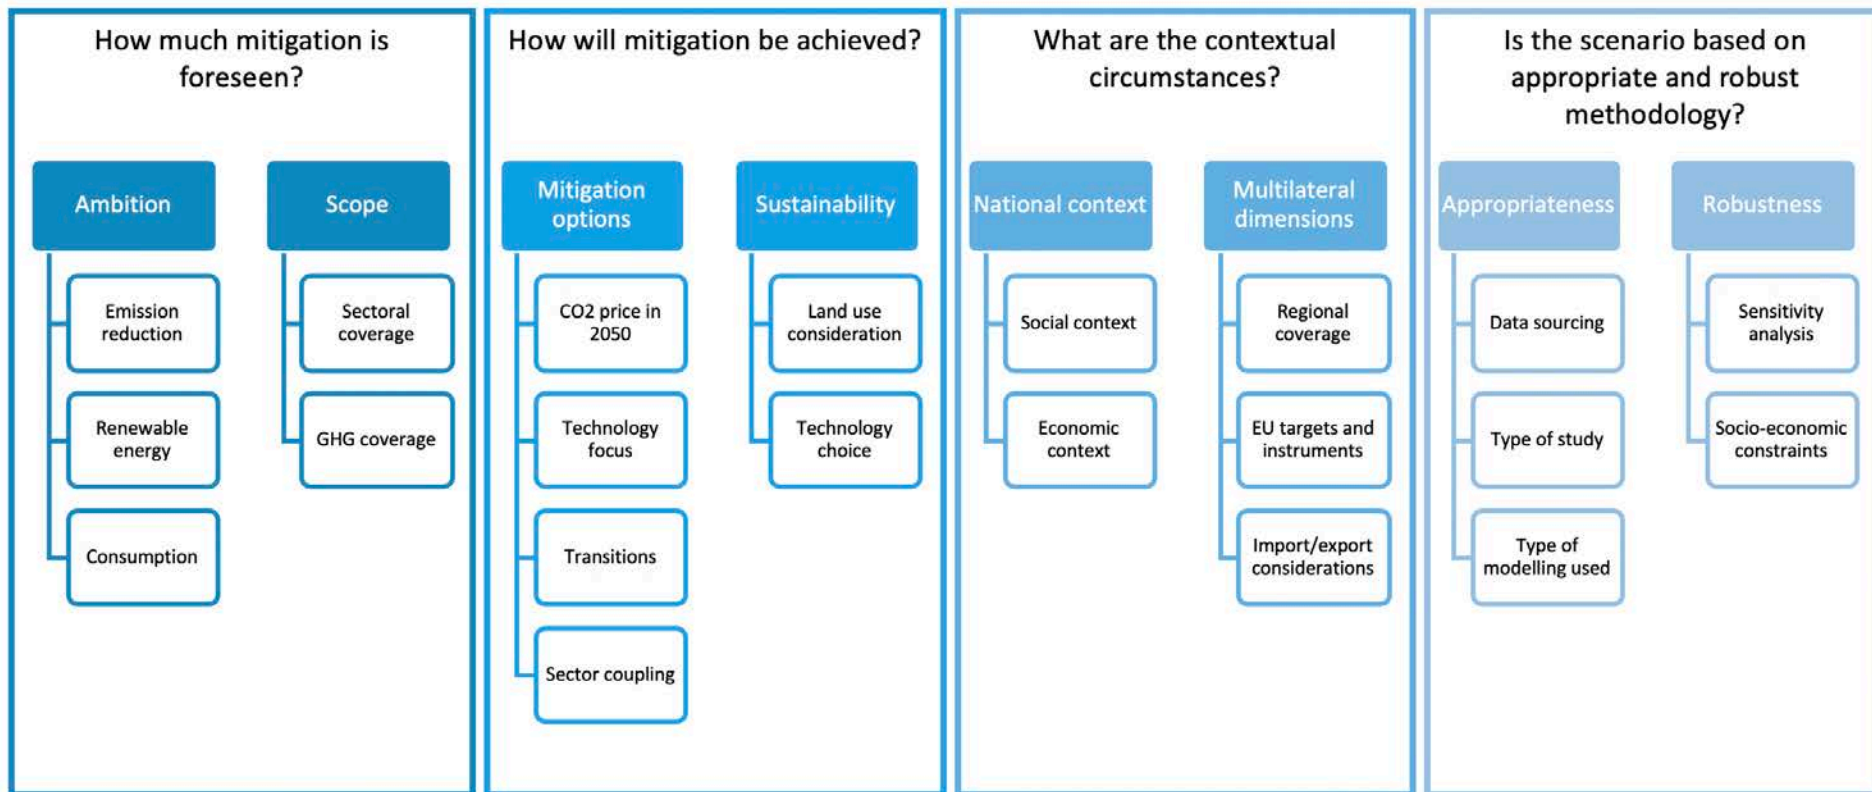 How much mitigation is
foreseen?
Ambition
Emission
reduction
Renewable
energy
Consumption
Scope
Sectoral
coverage
GHG coverage
How will mitigation be achieved?
Mitigation
options
CO2 price in
2050
Technology
focus
Transitions
Sector coupling
Sustainability
Land use
consideration
Technology
choice
What are the contextual
circumstances?
National context
Social context
Economic
context
Multilateral
dimensions
Regional
coverage
EU targets and
instruments
Import/export
considerations
Is the scenario based on
appropriate and robust
methodology?
Appropriateness
Data sourcing
Type of study
Type of
modelling used
Robustness
Sensitivity
analysis
Socio-economic
constraints